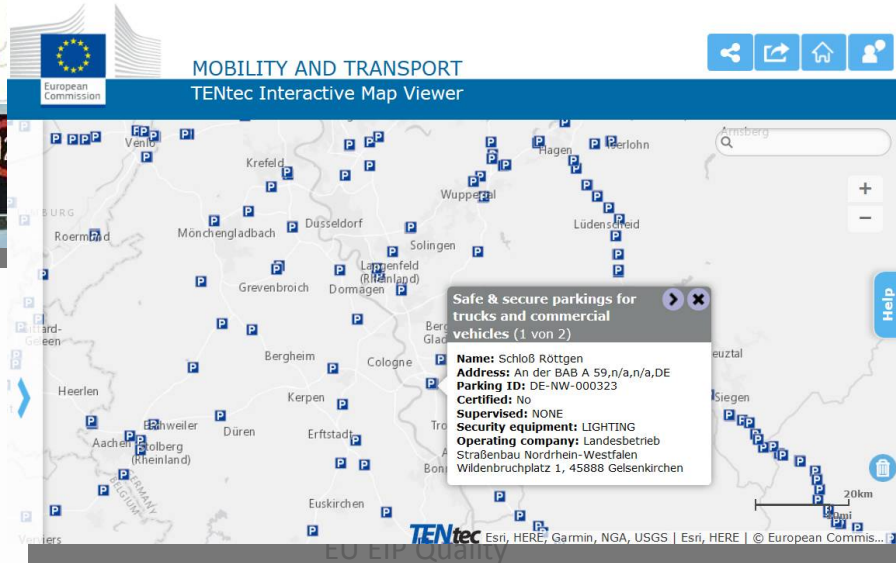 European
Commission
MOBILITY AND TRANSPORT
TENtec Interactive Map Viewer
Venlo
Krefeld
Hagen
Iserlohn
Arnsberg
Wuppertal
Roermond
Mönchengladbach
Düsseldorf
Solingen
Lüdenscheid
Langenfeld
(Rheinland)
Grevenbroich
Dormagen
Bergheim
Cologne
Heerlen
Kerpen
Siegen
Eschweiler
Düren
Erftstadt
Aachen
Stolberg
(Rheinland)
GERMANY
BELGIUM
Euskirchen
Verviers
Safe & secure parkings for
trucks and commercial
vehicles (1 von 2)
Name: Schloß Röttgen
Address: An der BAB A 59,n/a,n/a,DE
Parking ID: DE-NW-000323
Certified: No
Supervised: NONE
Security equipment: LIGHTING
Operating company: Landesbetrieb
Straßenbau Nordrhein-Westfalen
Wildenbruchplatz 1, 45888 Gelsenkirchen
+
−
Help
20km
TENtec Esri, HERE, Garmin, NGA, USGS | Esri, HERE | © European Commis...
EU EIP Quality